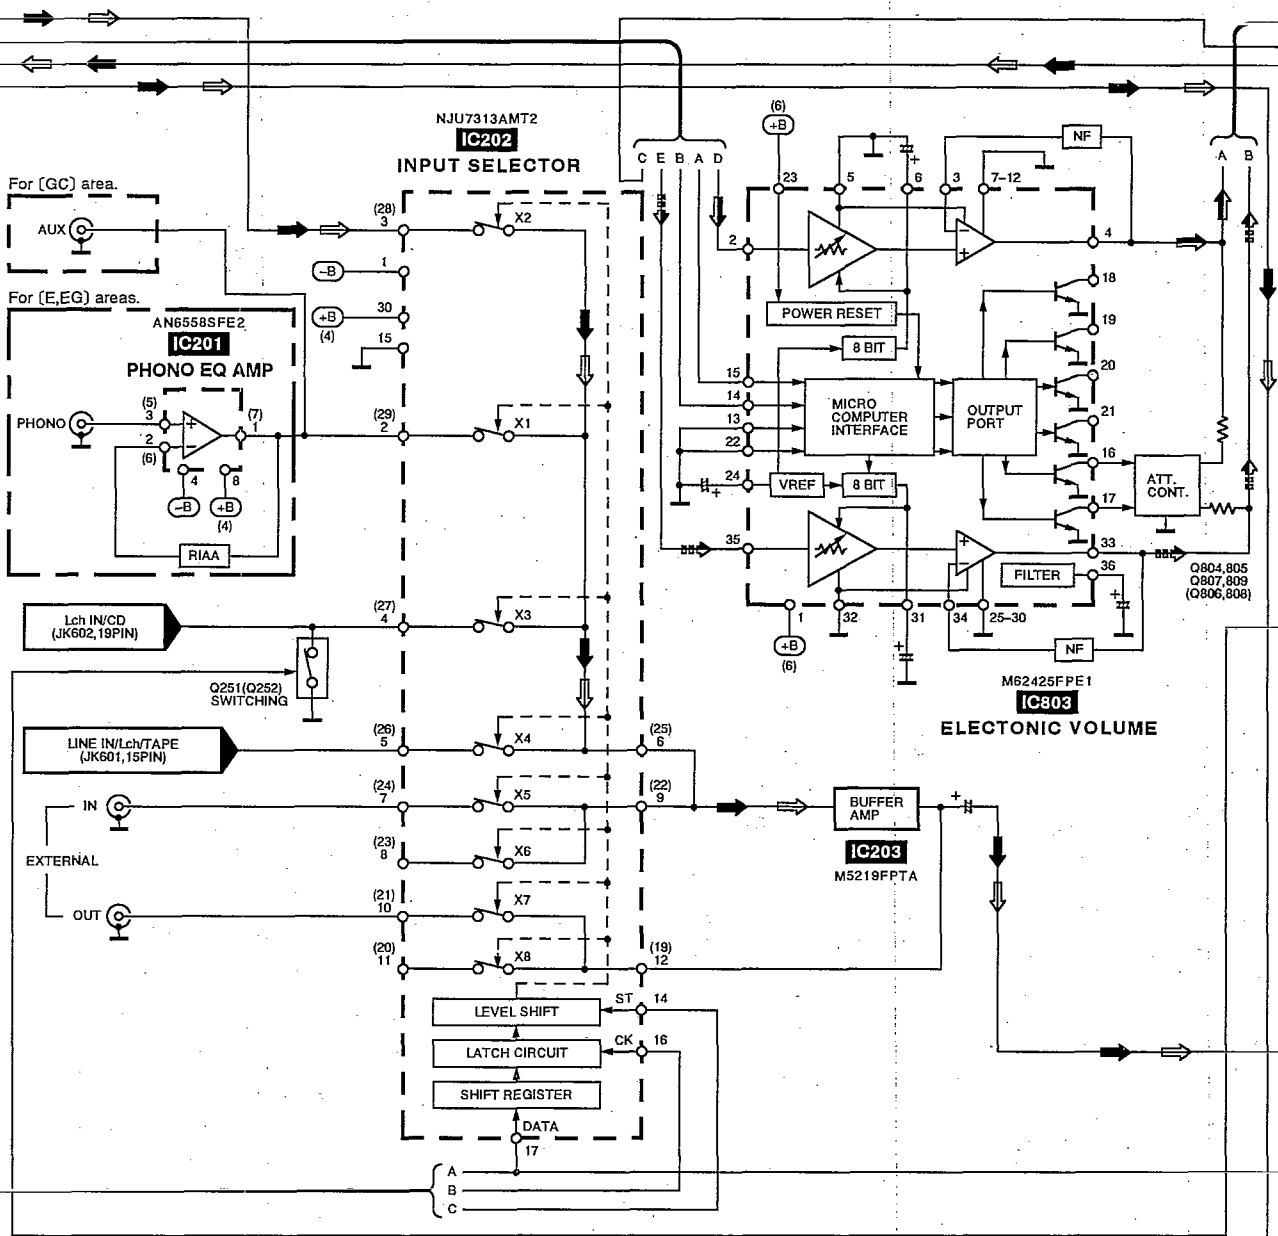 NJU7313AMT2
IC202
INPUT SELECTOR
For (GC) area.
AUX
For (E,EG) areas.
AN6558SFE2
IC201
PHONO EQ AMP
PHONO
(5)
3
2
(6)
(7)
1
4
8
−B
+B
(4)
RIAA
(28)
3
X2
−B
1
+B
30
(4)
15
(29)
2
X1
Lch IN/CD
(JK602,19PIN)
(27)
4
X3
Q251(Q252)
SWITCHING
LINE IN/Lch/TAPE
(JK601,15PIN)
(26)
5
X4
(25)
6
IN
(24)
7
X5
(22)
9
EXTERNAL
(23)
8
X6
OUT
(21)
10
X7
(20)
11
X8
(19)
12
LEVEL SHIFT
ST
14
LATCH CIRCUIT
CK
16
SHIFT REGISTER
DATA
17
A
B
C
C E B A D
(6)
+B
23
5
6
3
7–12
NF
A B
2
4
POWER RESET
8 BIT
15
14
13
22
24
MICRO
COMPUTER
INTERFACE
OUTPUT
PORT
18
19
20
21
16
17
ATT.
CONT.
VREF
8 BIT
35
33
FILTER
36
Q804,805
Q807,809
(Q806,808)
1
32
31
34
25–30
+B
(6)
NF
M62425FPE1
IC803
ELECTONIC VOLUME
BUFFER
AMP
IC203
M5219FPTA
+
−
+
−
+
+
−
+
+
+
+